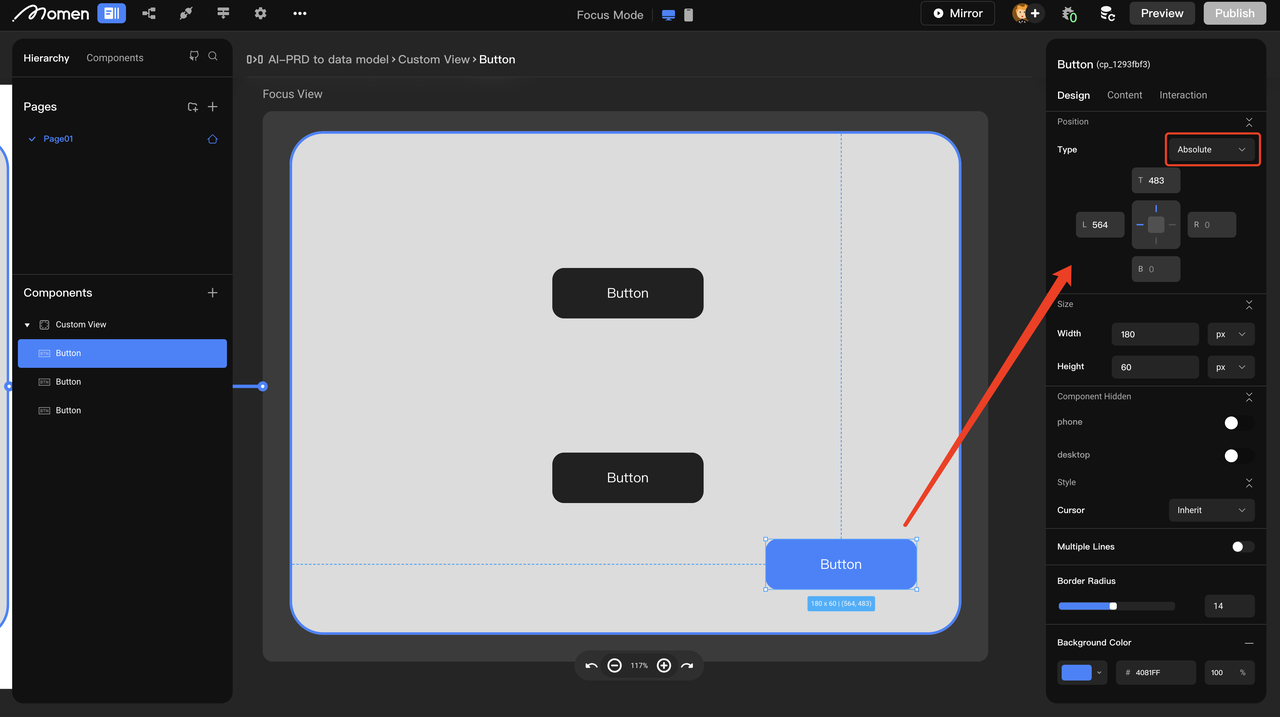 Momen
Focus Mode
Mirror
0
Preview
Publish
Hierarchy
Components
Pages
Page01
Components
Custom View
Button
Button
Button
AI-PRD to data model › Custom View › Button
Focus View
Button
Button
Button
180 x 60 | (564, 483)
117%
Button (cp_1293fbf3)
Design
Content
Interaction
Position
Type
Absolute
T 483
L 564
R 0
B 0
Size
Width
180
px
Height
60
px
Component Hidden
phone
desktop
Style
Cursor
Inherit
Multiple Lines
Border Radius
14
Background Color
# 4081FF
100 %